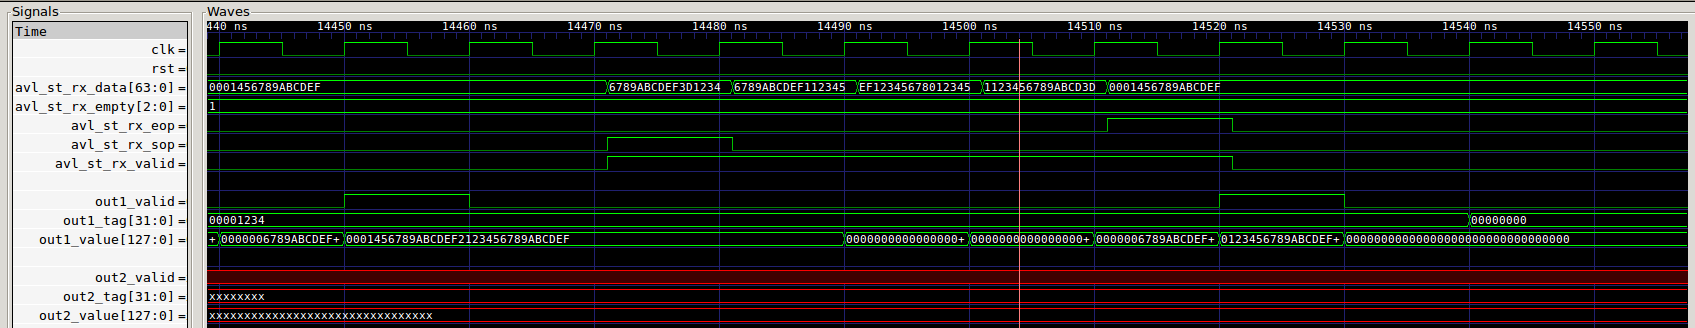 Signals Waves
Time 440 ns 14450 ns 14460 ns 14470 ns 14480 ns 14490 ns 14500 ns 14510 ns 14520 ns 14530 ns 14540 ns 14550 ns
clk =
rst =
avl_st_rx_data[63:0] = 0001456789ABCDEF 6789ABCDEF3D1234 6789ABCDEF112345 EF12345678012345 1123456789ABCD3D 0001456789ABCDEF
avl_st_rx_empty[2:0] = 1
avl_st_rx_eop =
avl_st_rx_sop =
avl_st_rx_valid =
out1_valid =
out1_tag[31:0] = 00001234 00000000
out1_value[127:0] = + 0000006789ABCDEF+ 0001456789ABCDEF2123456789ABCDEF 0000000000000000+ 0000000000000000+ 0000006789ABCDEF+ 0123456789ABCDEF+ 00000000000000000000000000000000
out2_valid =
out2_tag[31:0] = xxxxxxxx
out2_value[127:0] = xxxxxxxxxxxxxxxxxxxxxxxxxxxxxxxx